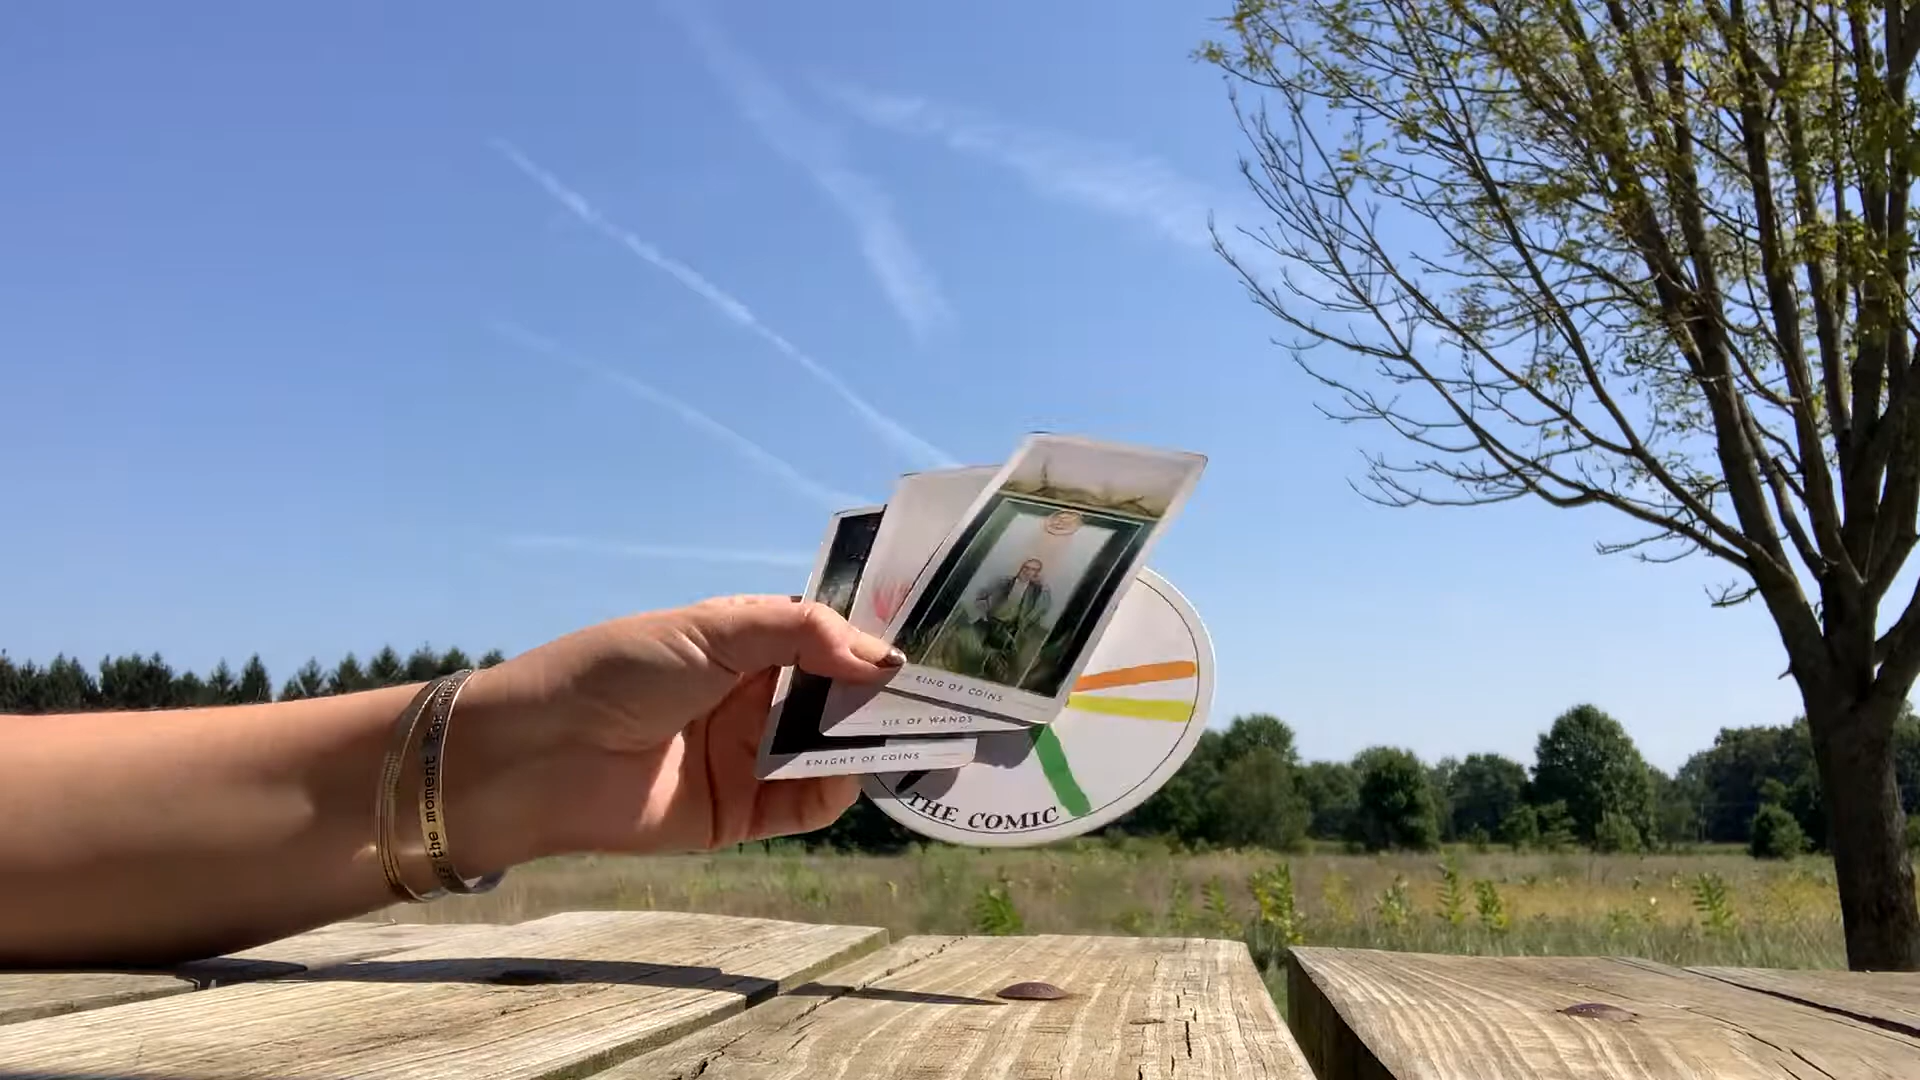 KING OF COINS
SIX OF WANDS
KNIGHT OF COINS
THE COMIC
the moment